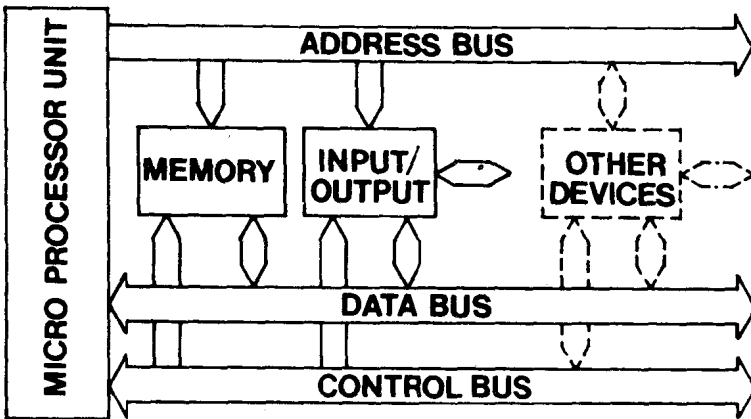 MICRO PROCESSOR UNIT
ADDRESS BUS
MEMORY
INPUT/
OUTPUT
OTHER
DEVICES
DATA BUS
CONTROL BUS